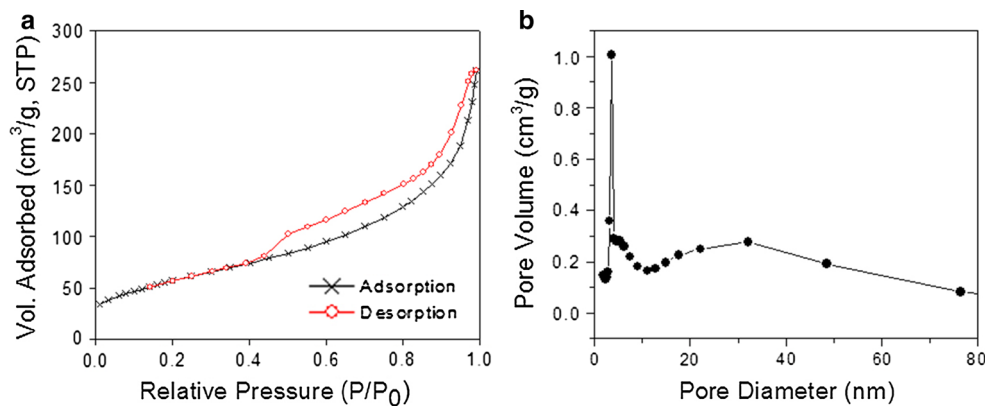 a
Vol. Adsorbed (cm³/g, STP)
300
250
200
150
100
50
0
0.0 0.2 0.4 0.6 0.8 1.0
Relative Pressure (P/P₀)
Adsorption
Desorption
b
Pore Volume (cm³/g)
1.0
0.8
0.6
0.4
0.2
0.0
0 20 40 60 80
Pore Diameter (nm)